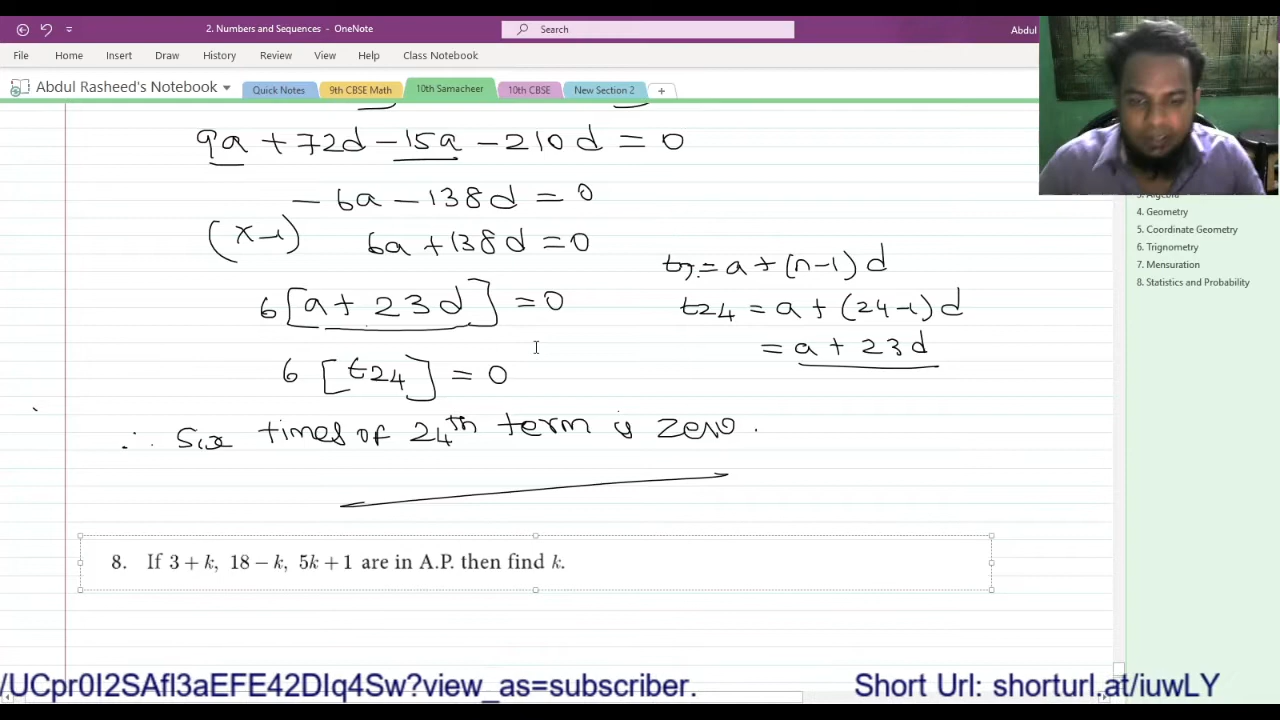 2. Numbers and Sequences - OneNote
Search
Abdul
File Home Insert Draw History Review View Help Class Notebook
Abdul Rasheed's Notebook
Quick Notes 9th CBSE Math 10th Samacheer 10th CBSE New Section 2 +
9a + 72d - 15a - 210d = 0
- 6a - 138d = 0
(x-1) 6a + 138d = 0
6[a + 23d] = 0
6 [t24] = 0
∴ Six times of 24th term is zero.
= a + (n-1) d
t24 = a + (24-1) d
= a + 23d
8. If 3 + k, 18 − k, 5k + 1 are in A.P. then find k.
4. Geometry
5. Coordinate Geometry
6. Trignometry
7. Mensuration
8. Statistics and Probability
/UCpr0I2SAfI3aEFE42DIq4Sw?view_as=subscriber.
Short Url: shorturl.at/iuwLY